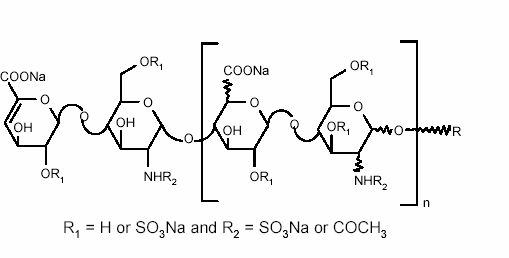 OR₁ OR₁
COONa COONa
O O O O
OH O OH O OH O OR₁ O R
OR₁ NHR₂ OR₁ NHR₂
n
R₁ = H or SO₃Na and R₂ = SO₃Na or COCH₃